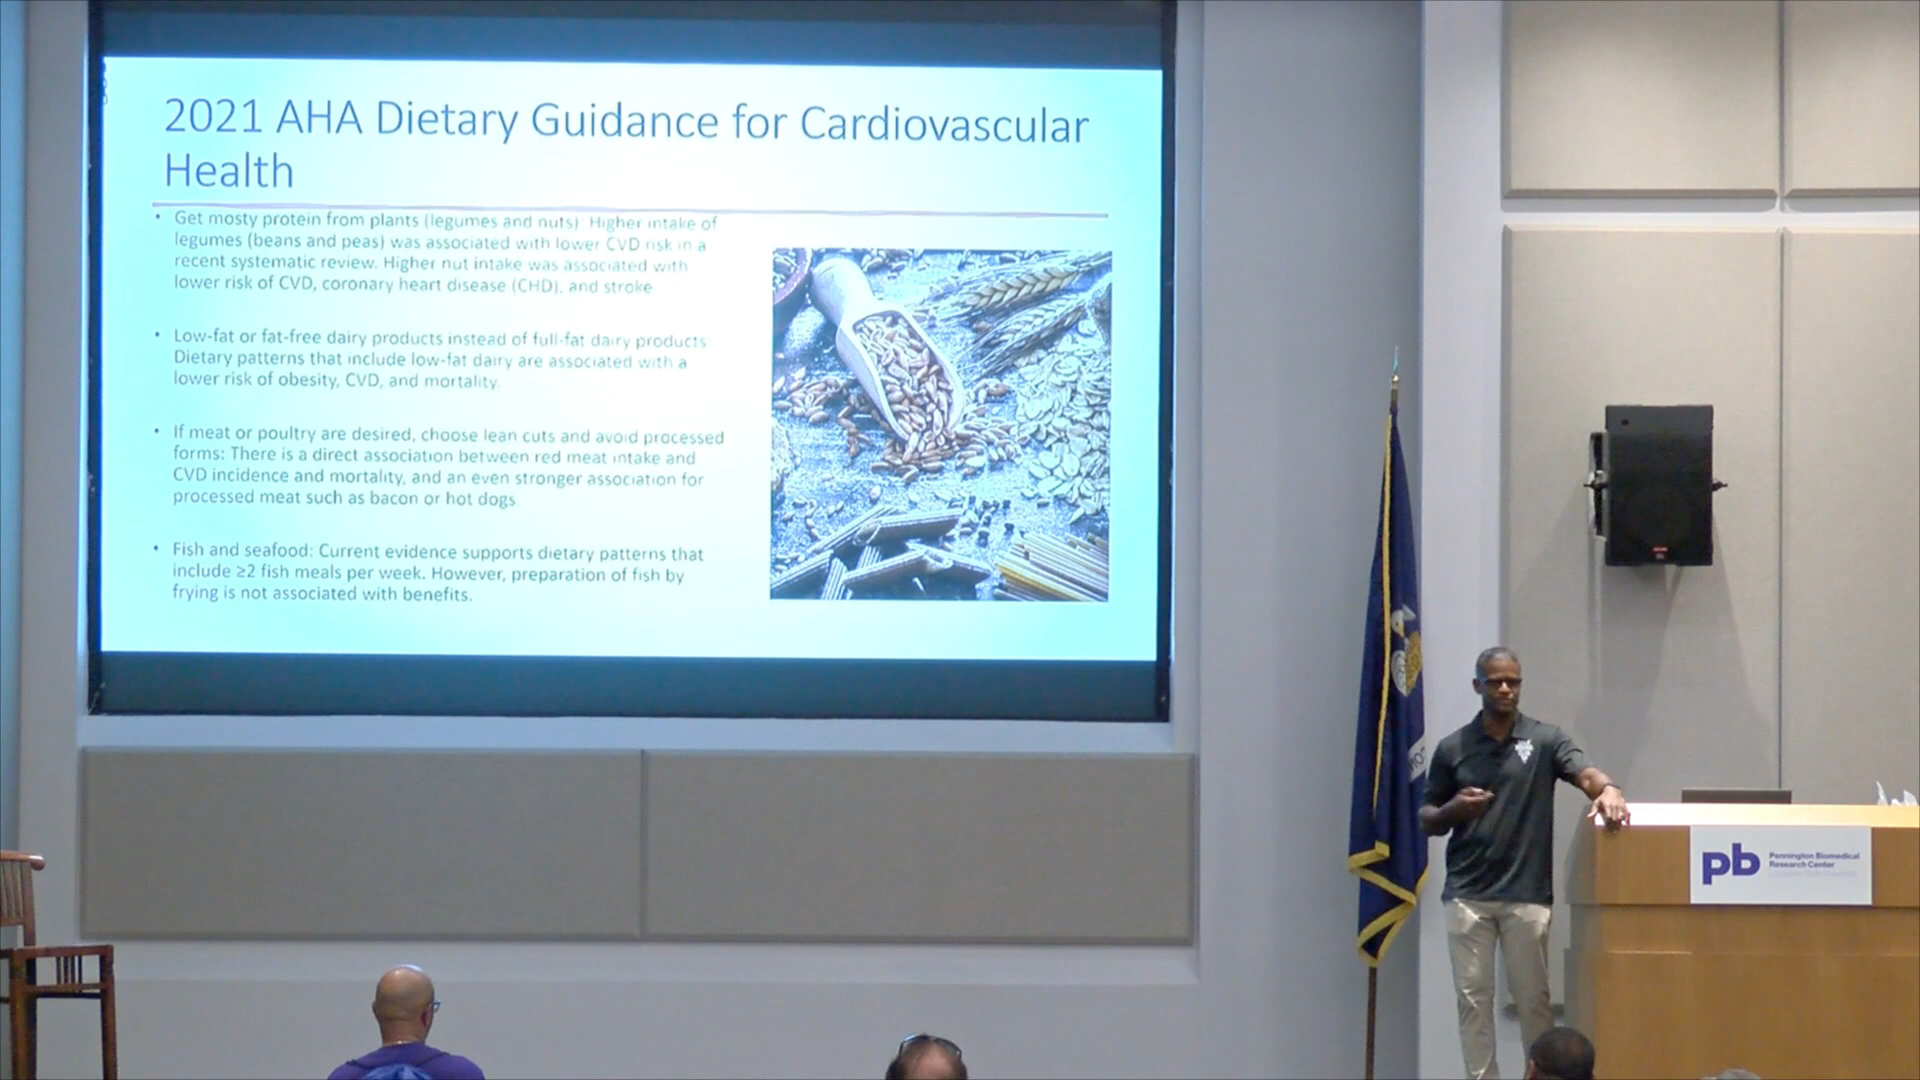 2021 AHA Dietary Guidance for Cardiovascular
Health
• Get mosty protein from plants (legumes and nuts). Higher intake of
legumes (beans and peas) was associated with lower CVD risk in a
recent systematic review. Higher nut intake was associated with
lower risk of CVD, coronary heart disease (CHD), and stroke
• Low-fat or fat-free dairy products instead of full-fat dairy products
Dietary patterns that include low-fat dairy are associated with a
lower risk of obesity, CVD, and mortality.
• If meat or poultry are desired, choose lean cuts and avoid processed
forms: There is a direct association between red meat intake and
CVD incidence and mortality, and an even stronger association for
processed meat such as bacon or hot dogs
• Fish and seafood: Current evidence supports dietary patterns that
include ≥2 fish meals per week. However, preparation of fish by
frying is not associated with benefits.
pb
Pennington Biomedical
Research Center